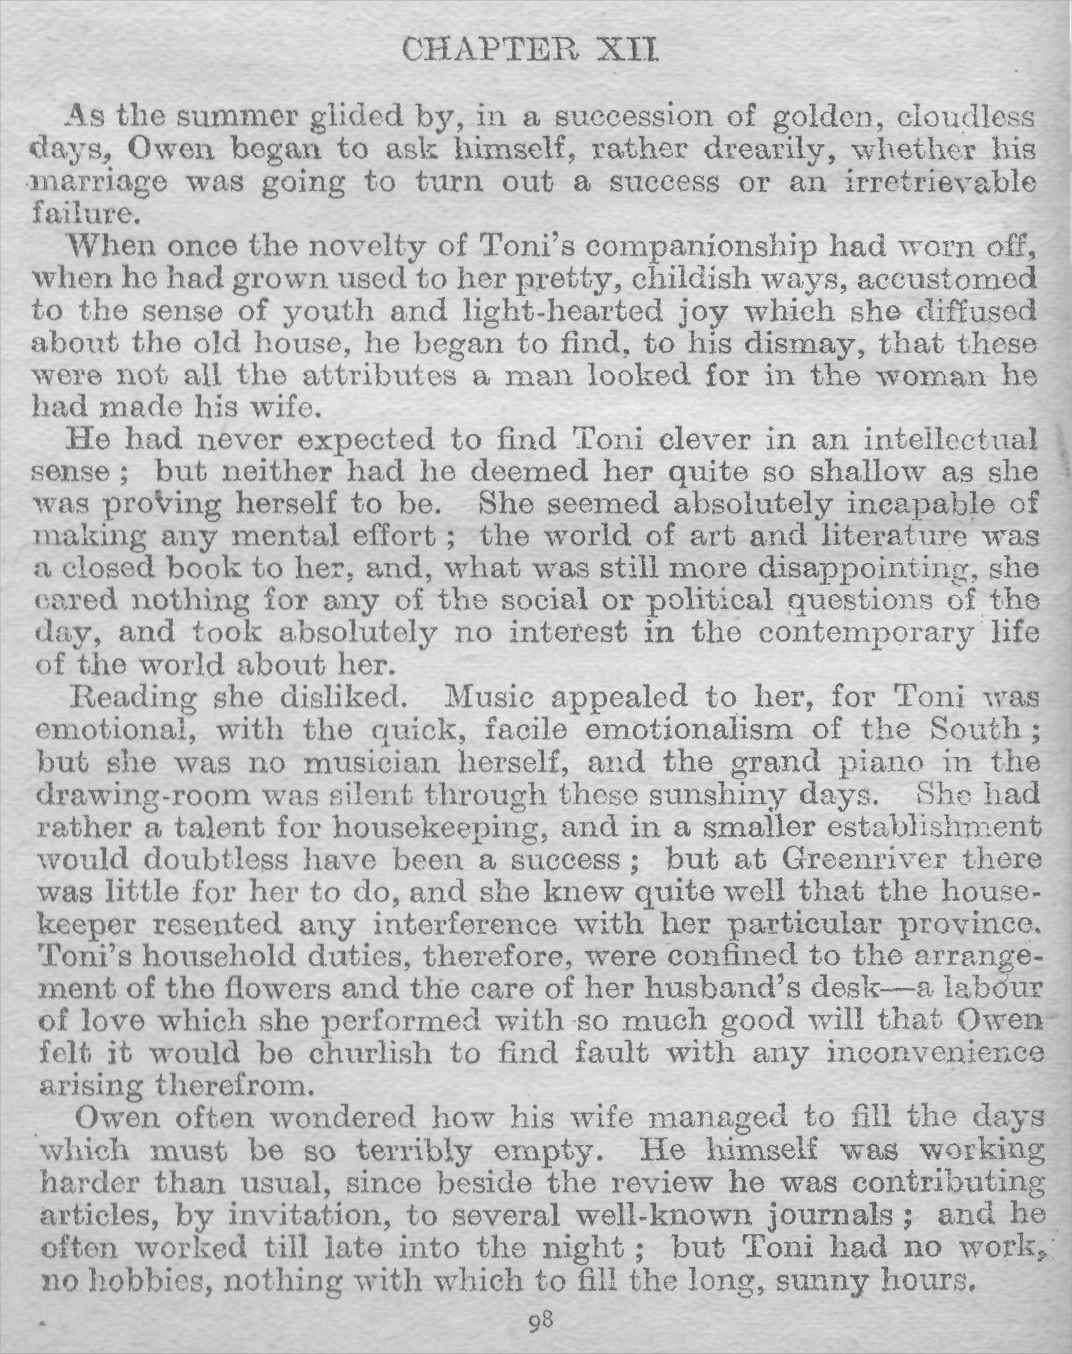 CHAPTER XII
As the summer glided by, in a succession of golden, cloudless
days, Owen began to ask himself, rather drearily, whether his
marriage was going to turn out a success or an irretrievable
failure.
When once the novelty of Toni's companionship had worn off,
when he had grown used to her pretty, childish ways, accustomed
to the sense of youth and light-hearted joy which she diffused
about the old house, he began to find, to his dismay, that these
were not all the attributes a man looked for in the woman he
had made his wife.
He had never expected to find Toni clever in an intellectual
sense ; but neither had he deemed her quite so shallow as she
was proving herself to be. She seemed absolutely incapable of
making any mental effort ; the world of art and literature was
a closed book to her, and, what was still more disappointing, she
cared nothing for any of the social or political questions of the
day, and took absolutely no interest in the contemporary life
of the world about her.
Reading she disliked. Music appealed to her, for Toni was
emotional, with the quick, facile emotionalism of the South ;
but she was no musician herself, and the grand piano in the
drawing-room was silent through these sunshiny days. She had
rather a talent for housekeeping, and in a smaller establishment
would doubtless have been a success ; but at Greenriver there
was little for her to do, and she knew quite well that the house-
keeper resented any interference with her particular province.
Toni's household duties, therefore, were confined to the arrange-
ment of the flowers and the care of her husband's desk—a labour
of love which she performed with so much good will that Owen
felt it would be churlish to find fault with any inconvenience
arising therefrom.
Owen often wondered how his wife managed to fill the days
which must be so terribly empty. He himself was working
harder than usual, since beside the review he was contributing
articles, by invitation, to several well-known journals ; and he
often worked till late into the night ; but Toni had no work,
no hobbies, nothing with which to fill the long, sunny hours.
98